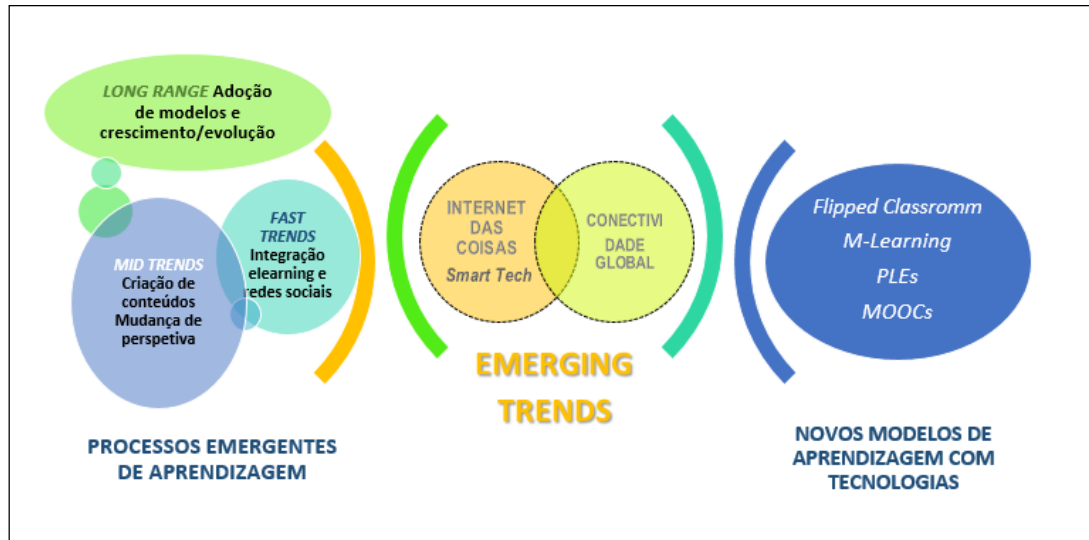 LONG RANGE Adoção
de modelos e
crescimento/evolução
MID TRENDS
Criação de
conteúdos
Mudança de
perspetiva
FAST
TRENDS
Integração
elearning e
redes sociais
PROCESSOS EMERGENTES
DE APRENDIZAGEM
INTERNET
DAS
COISAS
Smart Tech
CONECTIVI
DADE
GLOBAL
EMERGING
TRENDS
Flipped Classromm
M-Learning
PLEs
MOOCs
NOVOS MODELOS DE
APRENDIZAGEM COM
TECNOLOGIAS